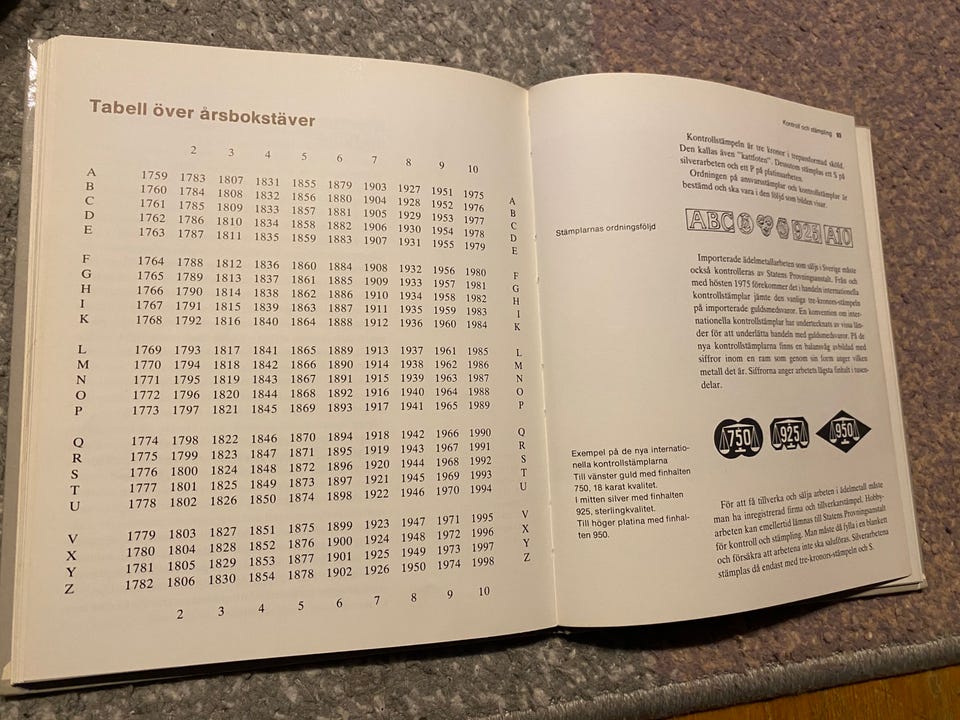 Tabell över årsbokstäver
2 3 4 5 6 7 8 9 10
A 1759 1783 1807 1831 1855 1879 1903 1927 1951 1975 A
B 1760 1784 1808 1832 1856 1880 1904 1928 1952 1976 B
C 1761 1785 1809 1833 1857 1881 1905 1929 1953 1977 C
D 1762 1786 1810 1834 1858 1882 1906 1930 1954 1978 D
E 1763 1787 1811 1835 1859 1883 1907 1931 1955 1979 E
F 1764 1788 1812 1836 1860 1884 1908 1932 1956 1980 F
G 1765 1789 1813 1837 1861 1885 1909 1933 1957 1981 G
H 1766 1790 1814 1838 1862 1886 1910 1934 1958 1982 H
I 1767 1791 1815 1839 1863 1887 1911 1935 1959 1983 I
K 1768 1792 1816 1840 1864 1888 1912 1936 1960 1984 K
L 1769 1793 1817 1841 1865 1889 1913 1937 1961 1985 L
M 1770 1794 1818 1842 1866 1890 1914 1938 1962 1986 M
N 1771 1795 1819 1843 1867 1891 1915 1939 1963 1987 N
O 1772 1796 1820 1844 1868 1892 1916 1940 1964 1988 O
P 1773 1797 1821 1845 1869 1893 1917 1941 1965 1989 P
Q 1774 1798 1822 1846 1870 1894 1918 1942 1966 1990 Q
R 1775 1799 1823 1847 1871 1895 1919 1943 1967 1991 R
S 1776 1800 1824 1848 1872 1896 1920 1944 1968 1992 S
T 1777 1801 1825 1849 1873 1897 1921 1945 1969 1993 T
U 1778 1802 1826 1850 1874 1898 1922 1946 1970 1994 U
V 1779 1803 1827 1851 1875 1899 1923 1947 1971 1995 V
X 1780 1804 1828 1852 1876 1900 1924 1948 1972 1996 X
Y 1781 1805 1829 1853 1877 1901 1925 1949 1973 1997 Y
Z 1782 1806 1830 1854 1878 1902 1926 1950 1974 1998 Z
2 3 4 5 6 7 8 9 10
Kontroll och stämpling 93
Kontrollstämpeln är tre kronor i trepassformad sköld.
Den kallas även "kattfoten". Dessutom stämplas ett S på
silverarbeten och ett P på platinaarbeten.
Ordningen på ansvarsstämplar och kontrollstämplar är
bestämd och ska vara i den följd som bilden visar.
Stämplarnas ordningsföljd
ABC S 925 A10
Importerade ädelmetallarbeten som säljs i Sverige måste
också kontrolleras av Statens Provningsanstalt. Från och
med hösten 1975 förekommer det i handeln internationella
kontrollstämplar jämte den vanliga tre-kronors-stämpeln
på importerade guldsmedsvaror. En konvention om inter-
nationella kontrollstämplar har undertecknats av vissa län-
der för att underlätta handeln med guldsmedsvaror. På de
nya kontrollstämplarna finns en balansvåg avbildad med
siffror inom en ram som genom sin form anger vilken
metall det är. Siffrorna anger arbetets lägsta finhalt i tusen-
delar.
750 925 950
Exempel på de nya internatio-
nella kontrollstämplarna
Till vänster guld med finhalten
750, 18 karat kvalitet.
I mitten silver med finhalten
925, sterlingkvalitet.
Till höger platina med finhal-
ten 950.
För att få tillverka och sälja arbeten i ädelmetall måste
man ha inregistrerad firma och tillverkarstämpel. Hobby-
arbeten kan emellertid lämnas till Statens Provningsanstalt
för kontroll och stämpling. Man måste då fylla i en blankett
och försäkra att arbetena inte ska saluföras. Silverarbetena
stämplas då endast med tre-kronors-stämpeln och S.